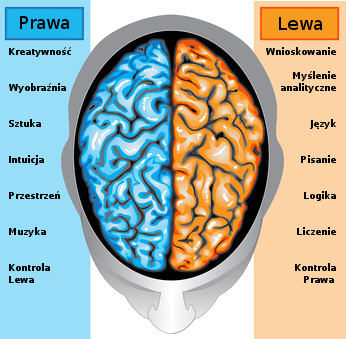 Prawa
Kreatywność
Wyobraźnia
Sztuka
Intuicja
Przestrzeń
Muzyka
Kontrola
Lewa
Lewa
Wnioskowanie
Myślenie
analityczne
Język
Pisanie
Logika
Liczenie
Kontrola
Prawa